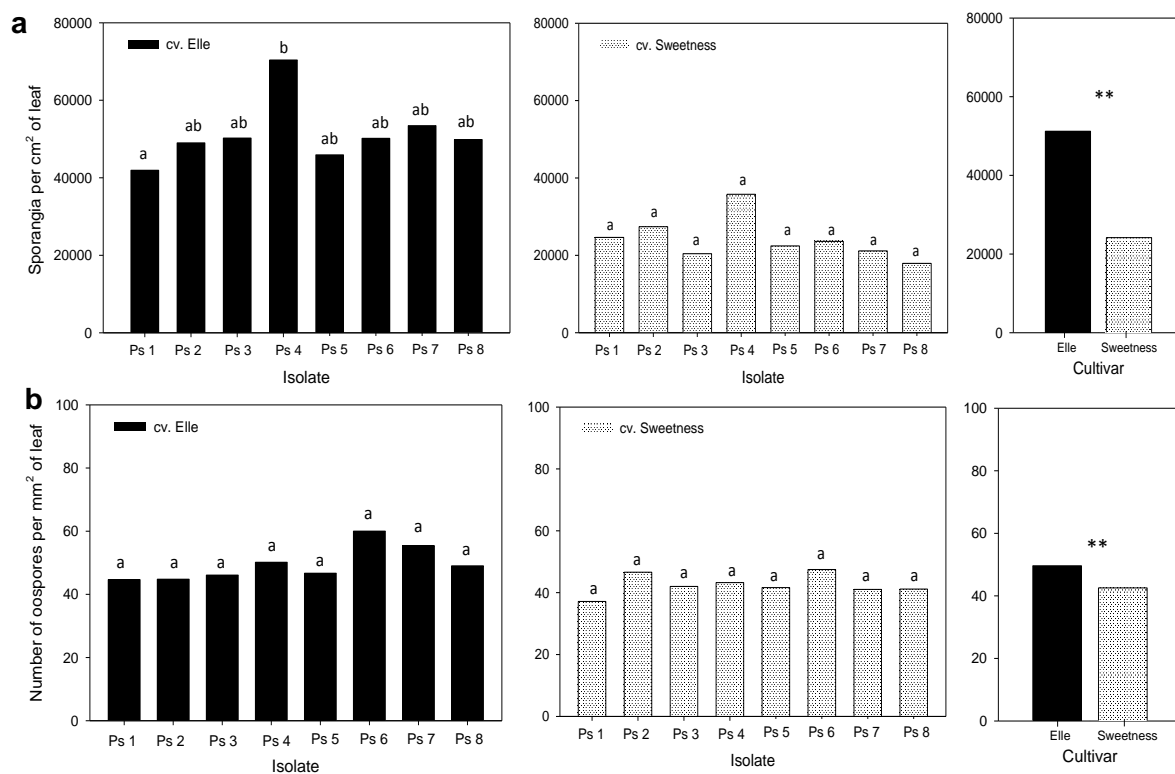 a
Sporangia per cm² of leaf
80000
60000
40000
20000
0
cv. Elle
a
ab
ab
b
ab
ab
ab
ab
Ps 1 Ps 2 Ps 3 Ps 4 Ps 5 Ps 6 Ps 7 Ps 8
Isolate
80000
60000
40000
20000
0
cv. Sweetness
a
a
a
a
a
a
a
a
Ps 1 Ps 2 Ps 3 Ps 4 Ps 5 Ps 6 Ps 7 Ps 8
Isolate
80000
60000
40000
20000
0
**
Elle Sweetness
Cultivar
b
Number of oospores per mm² of leaf
100
80
60
40
20
0
cv. Elle
a
a
a
a
a
a
a
a
Ps 1 Ps 2 Ps 3 Ps 4 Ps 5 Ps 6 Ps 7 Ps 8
Isolate
100
80
60
40
20
0
cv. Sweetness
a
a
a
a
a
a
a
a
Ps 1 Ps 2 Ps 3 Ps 4 Ps 5 Ps 6 Ps 7 Ps 8
Isolate
100
80
60
40
20
0
**
Elle Sweetness
Cultivar